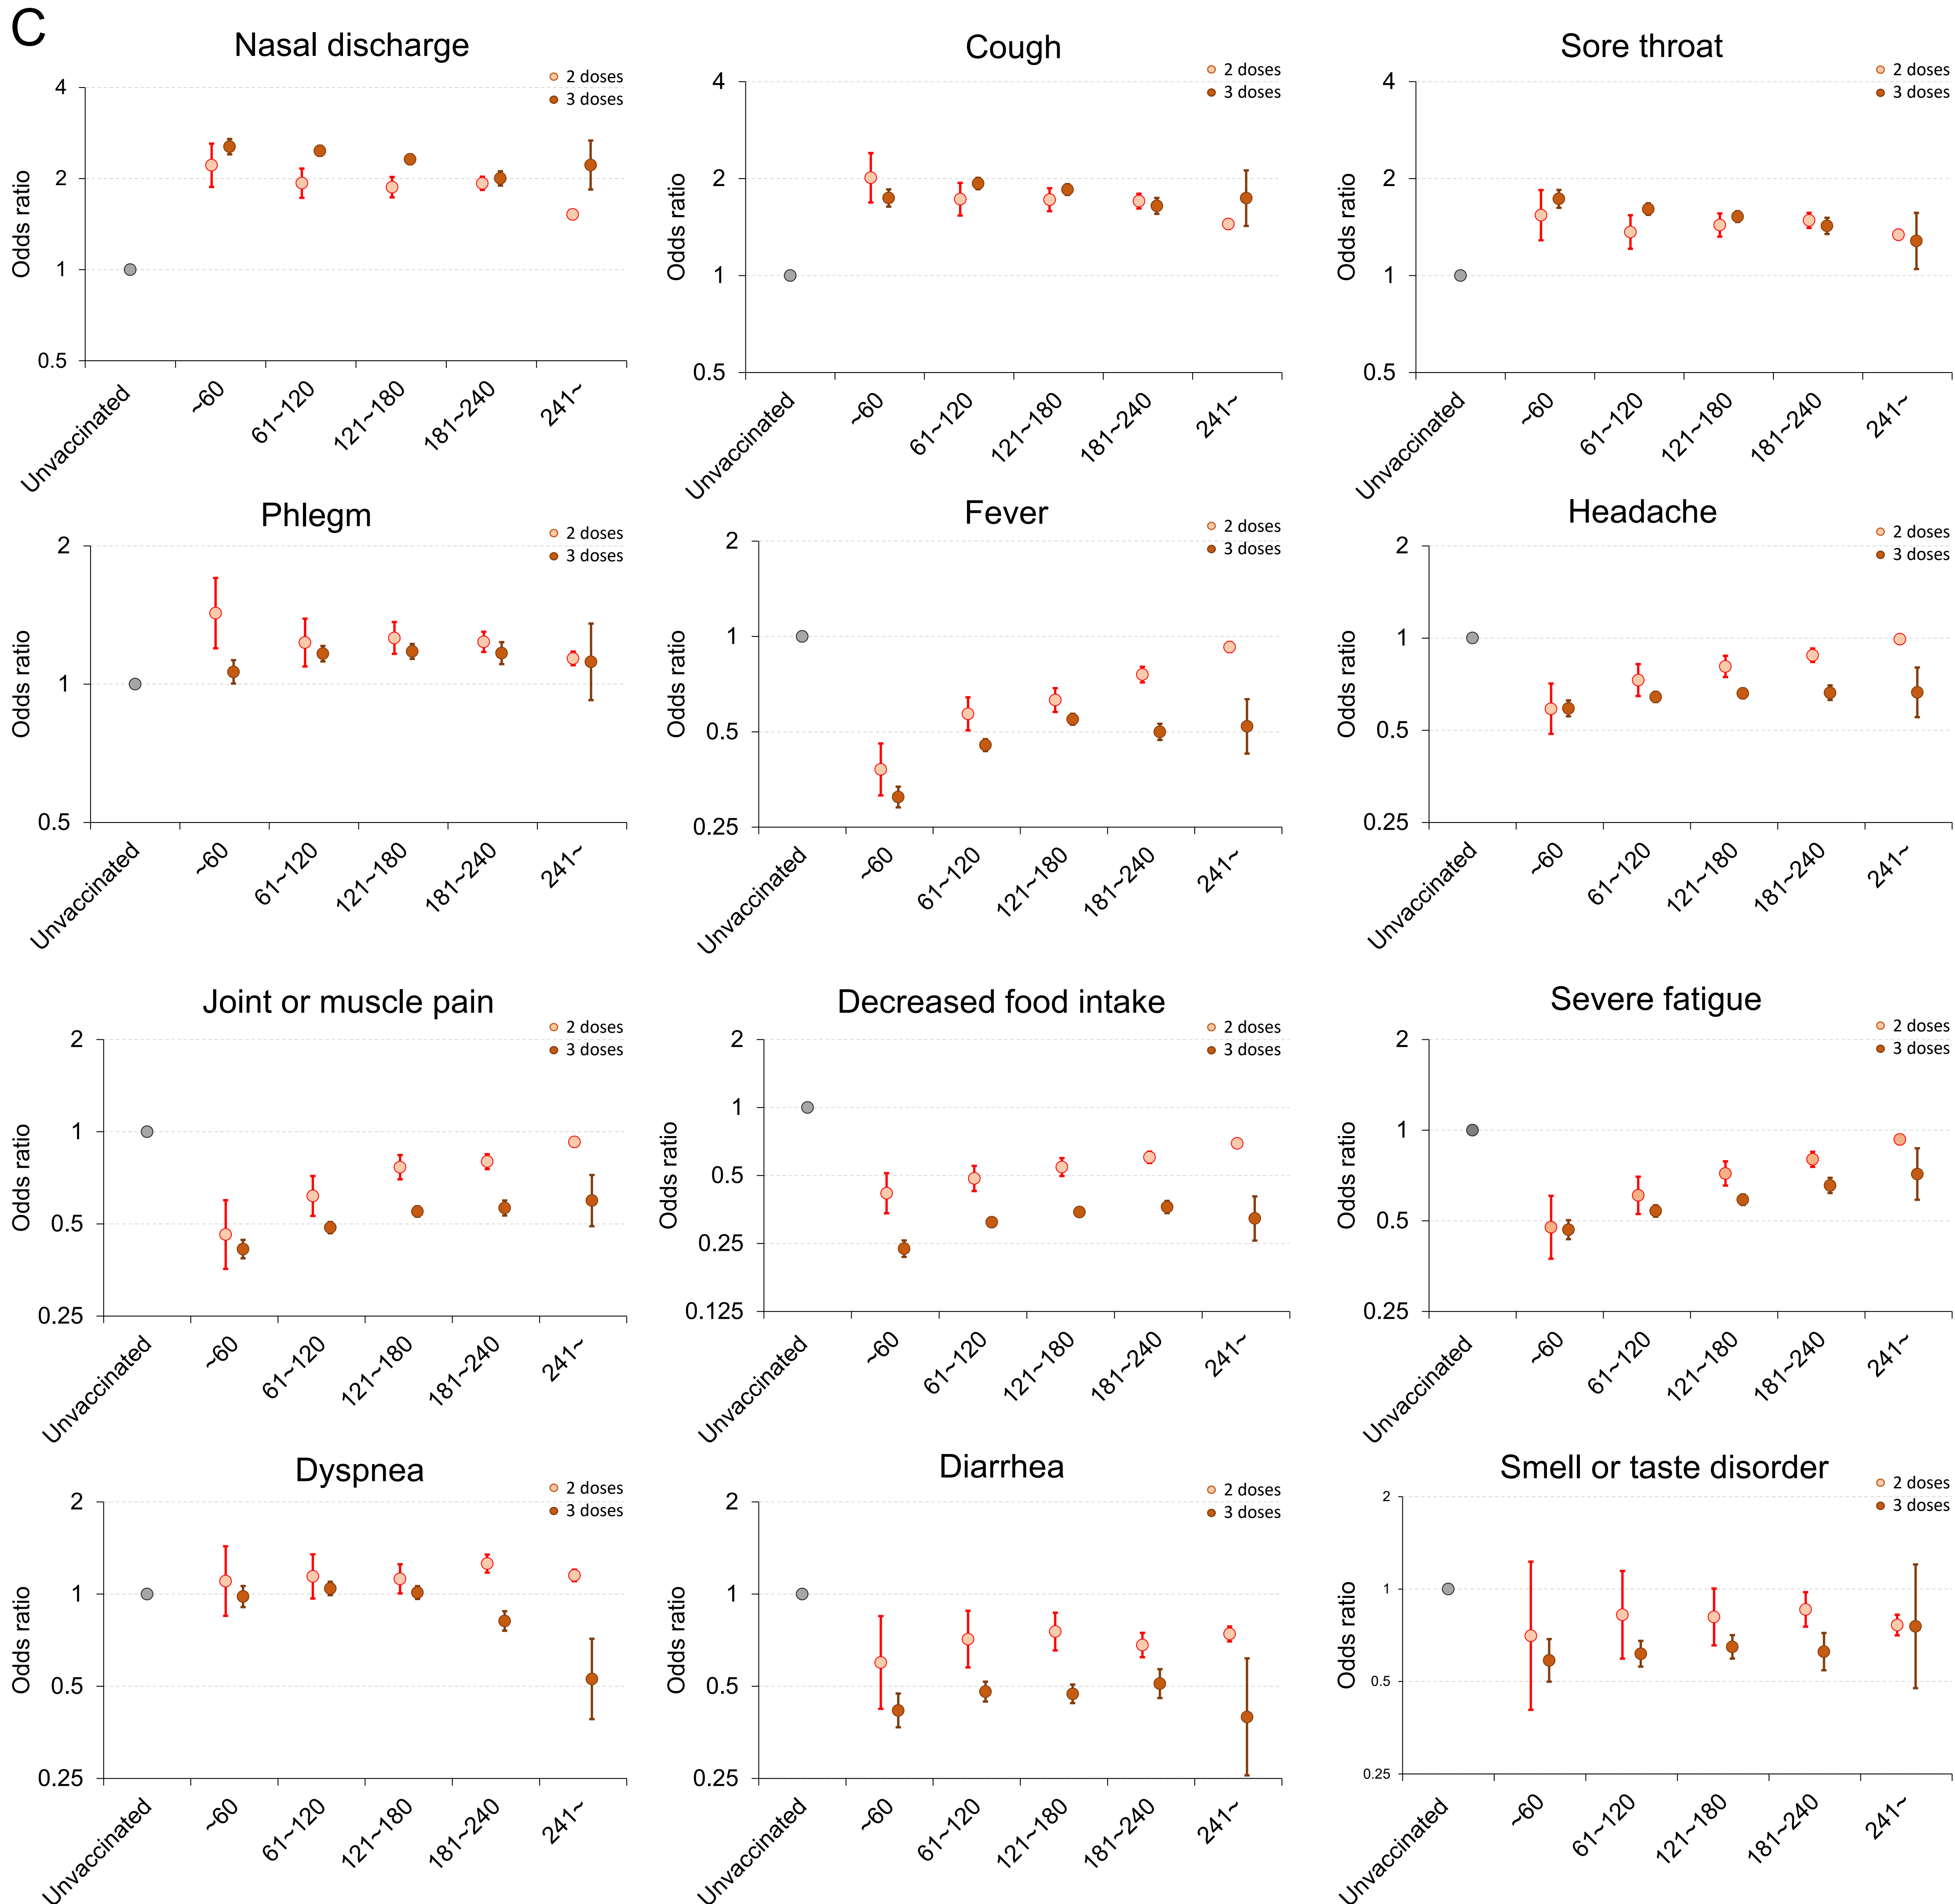 C
Nasal discharge
2 doses
3 doses
Odds ratio
4
2
1
0.5
Unvaccinated
~60
61~120
121~180
181~240
241~
Cough
2 doses
3 doses
Odds ratio
4
2
1
0.5
Unvaccinated
~60
61~120
121~180
181~240
241~
Sore throat
2 doses
3 doses
Odds ratio
4
2
1
0.5
Unvaccinated
~60
61~120
121~180
181~240
241~
Phlegm
2 doses
3 doses
Odds ratio
2
1
0.5
Unvaccinated
~60
61~120
121~180
181~240
241~
Fever
2 doses
3 doses
Odds ratio
2
1
0.5
0.25
Unvaccinated
~60
61~120
121~180
181~240
241~
Headache
2 doses
3 doses
Odds ratio
2
1
0.5
0.25
Unvaccinated
~60
61~120
121~180
181~240
241~
Joint or muscle pain
2 doses
3 doses
Odds ratio
2
1
0.5
0.25
Unvaccinated
~60
61~120
121~180
181~240
241~
Decreased food intake
2 doses
3 doses
Odds ratio
2
1
0.5
0.25
0.125
Unvaccinated
~60
61~120
121~180
181~240
241~
Severe fatigue
2 doses
3 doses
Odds ratio
2
1
0.5
0.25
Unvaccinated
~60
61~120
121~180
181~240
241~
Dyspnea
2 doses
3 doses
Odds ratio
2
1
0.5
0.25
Unvaccinated
~60
61~120
121~180
181~240
241~
Diarrhea
2 doses
3 doses
Odds ratio
2
1
0.5
0.25
Unvaccinated
~60
61~120
121~180
181~240
241~
Smell or taste disorder
2 doses
3 doses
Odds ratio
2
1
0.5
0.25
Unvaccinated
~60
61~120
121~180
181~240
241~